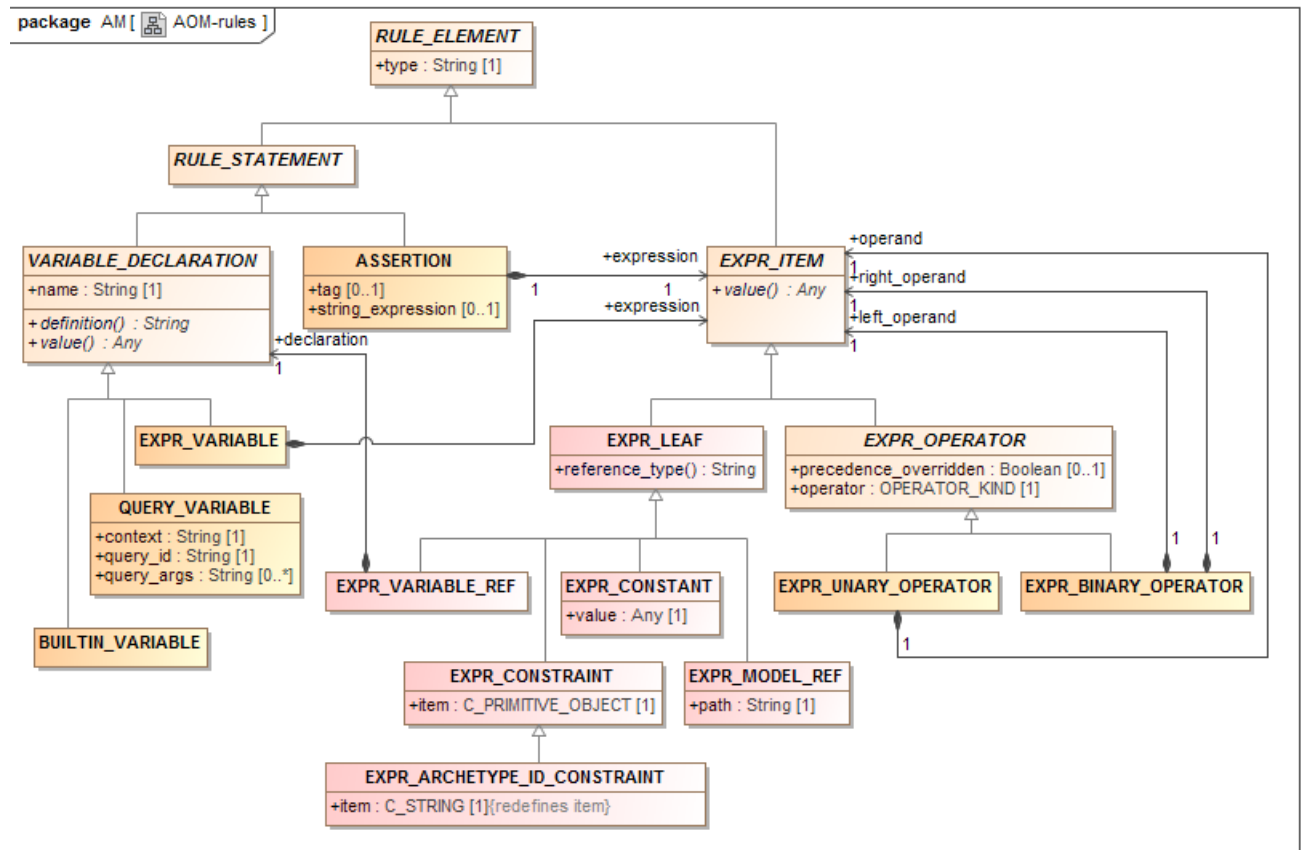 package AM [ AOM-rules ]
RULE_ELEMENT
+type : String [1]
RULE_STATEMENT
VARIABLE_DECLARATION
+name : String [1]
+ definition() : String
+ value() : Any
ASSERTION
+tag [0..1]
+string_expression [0..1]
+expression
1
1
+expression
EXPR_ITEM
+ value() : Any
+operand
1
+right_operand
1
+left_operand
1
+declaration
1
EXPR_VARIABLE
EXPR_LEAF
+reference_type() : String
EXPR_OPERATOR
+precedence_overridden : Boolean [0..1]
+operator : OPERATOR_KIND [1]
QUERY_VARIABLE
+context : String [1]
+query_id : String [1]
+query_args : String [0..*]
1
1
EXPR_VARIABLE_REF
EXPR_CONSTANT
+value : Any [1]
EXPR_UNARY_OPERATOR
EXPR_BINARY_OPERATOR
1
BUILTIN_VARIABLE
EXPR_CONSTRAINT
+item : C_PRIMITIVE_OBJECT [1]
EXPR_MODEL_REF
+path : String [1]
EXPR_ARCHETYPE_ID_CONSTRAINT
+item : C_STRING [1]{redefines item}